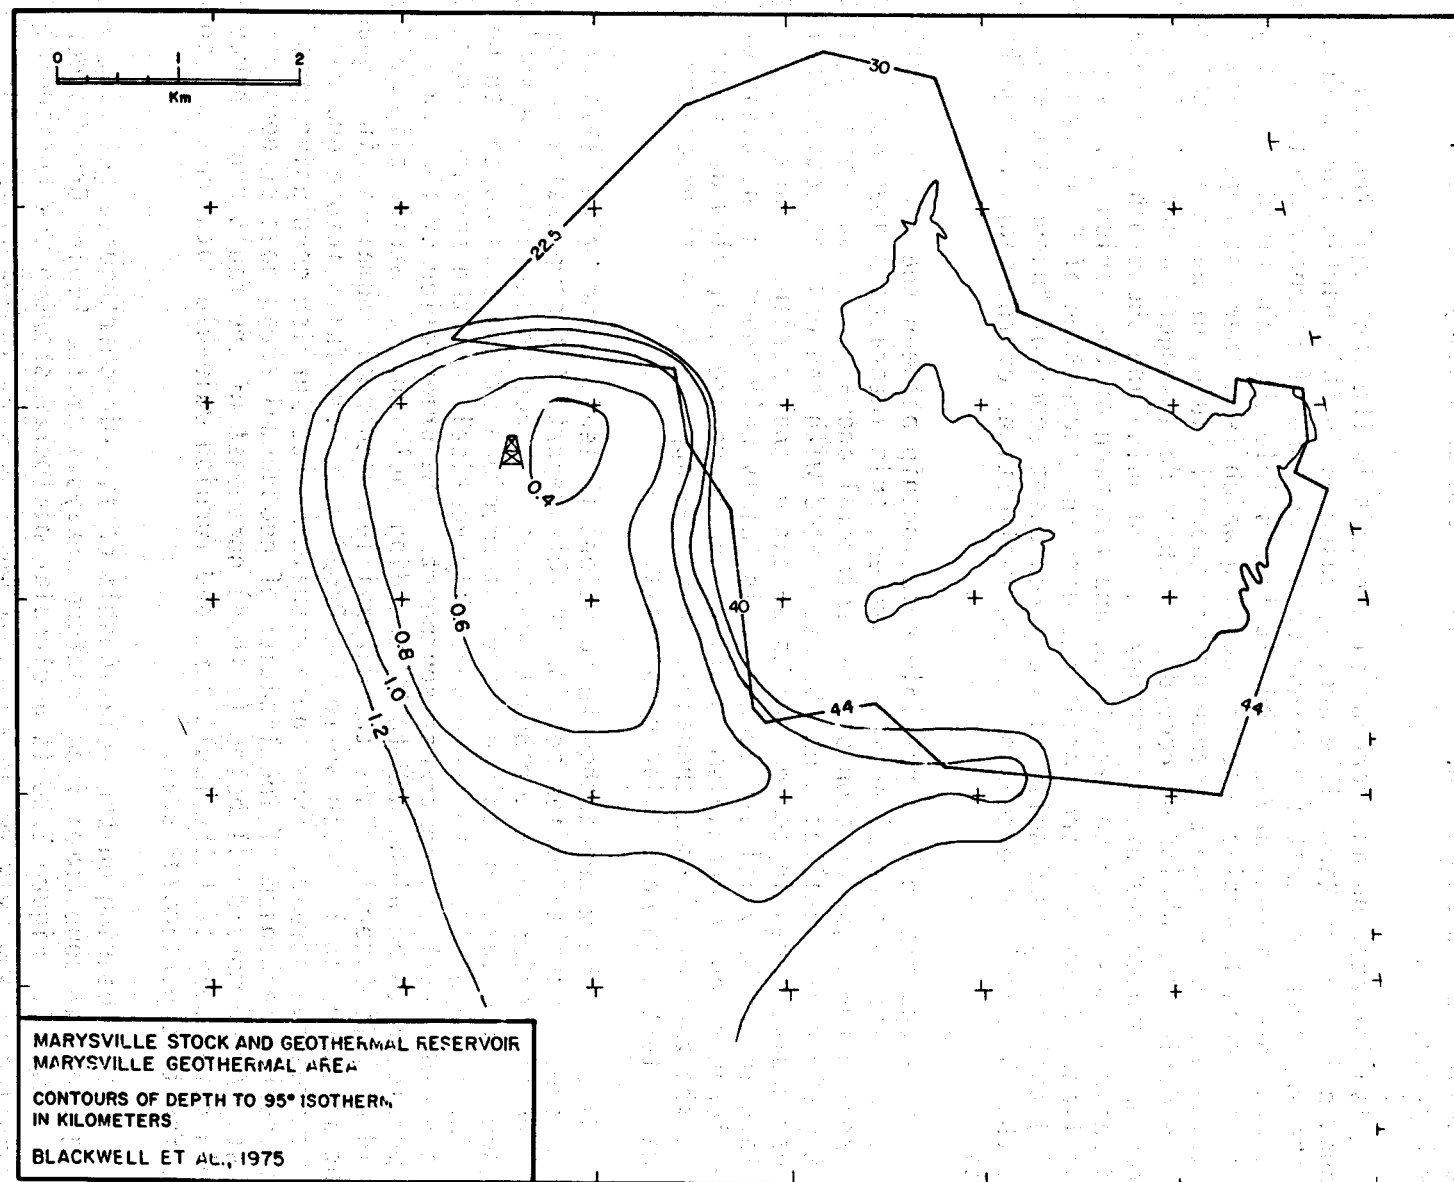 0 1 2
Km
30
22.5
0.4
40
0.6
0.8
1.0
1.2
44
44
MARYSVILLE STOCK AND GEOTHERMAL RESERVOIR
MARYSVILLE GEOTHERMAL AREA
CONTOURS OF DEPTH TO 95° ISOTHERM
IN KILOMETERS
BLACKWELL ET AL., 1975